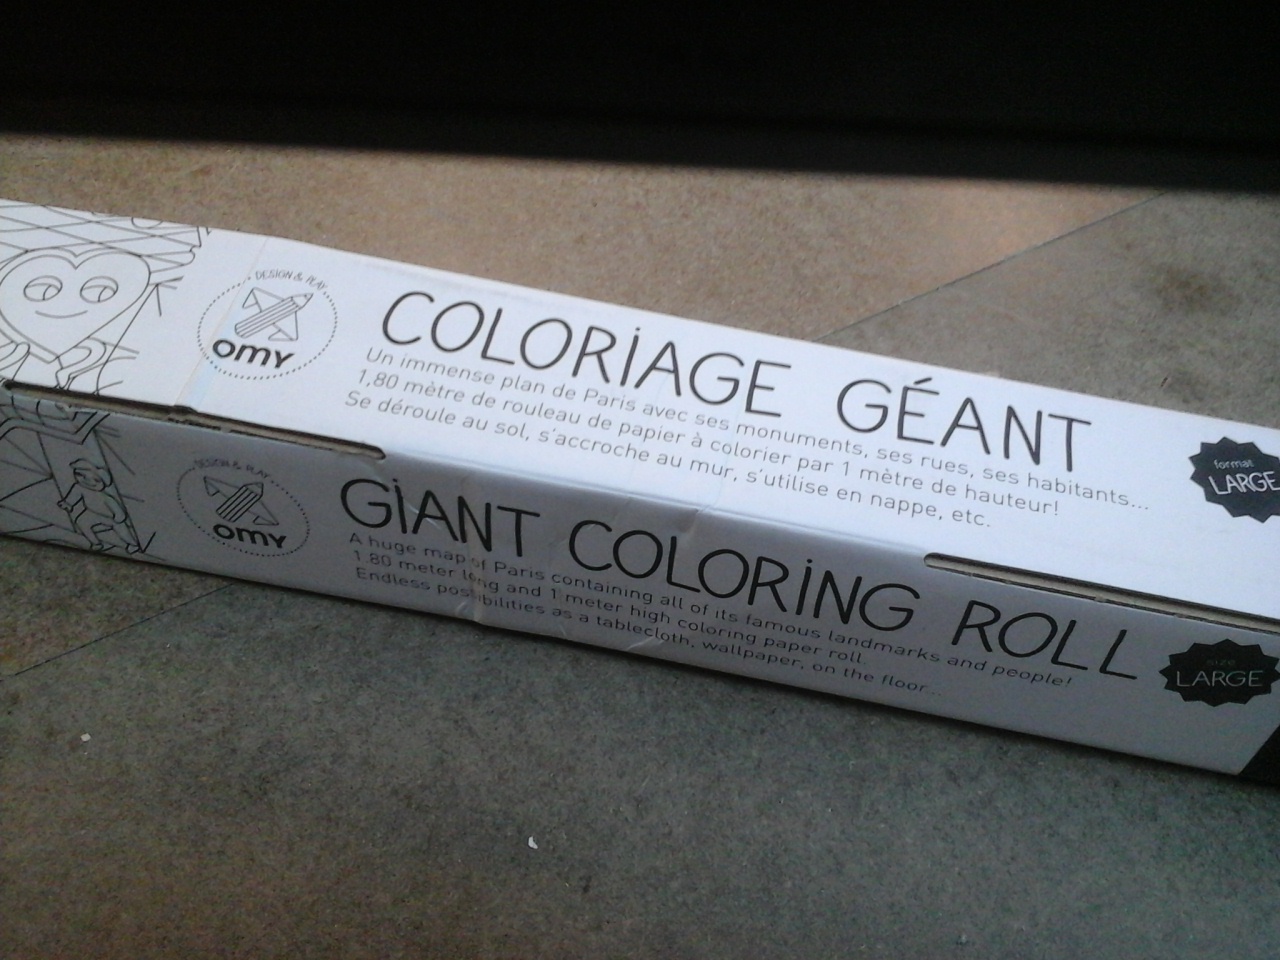 DESIGN & PLAY
OMY
COLORIAGE GÉANT
Un immense plan de Paris avec ses monuments, ses rues, ses habitants...
1,80 mètre de rouleau de papier à colorier par 1 mètre de hauteur!
Se déroule au sol, s'accroche au mur, s'utilise en nappe, etc.
format
LARGE
DESIGN & PLAY
OMY
GIANT COLORING ROLL
A huge map of Paris containing all of its famous landmarks and people!
1.80 meter long and 1 meter high coloring paper roll.
Endless possibilities as a tablecloth, wallpaper, on the floor...
size
LARGE